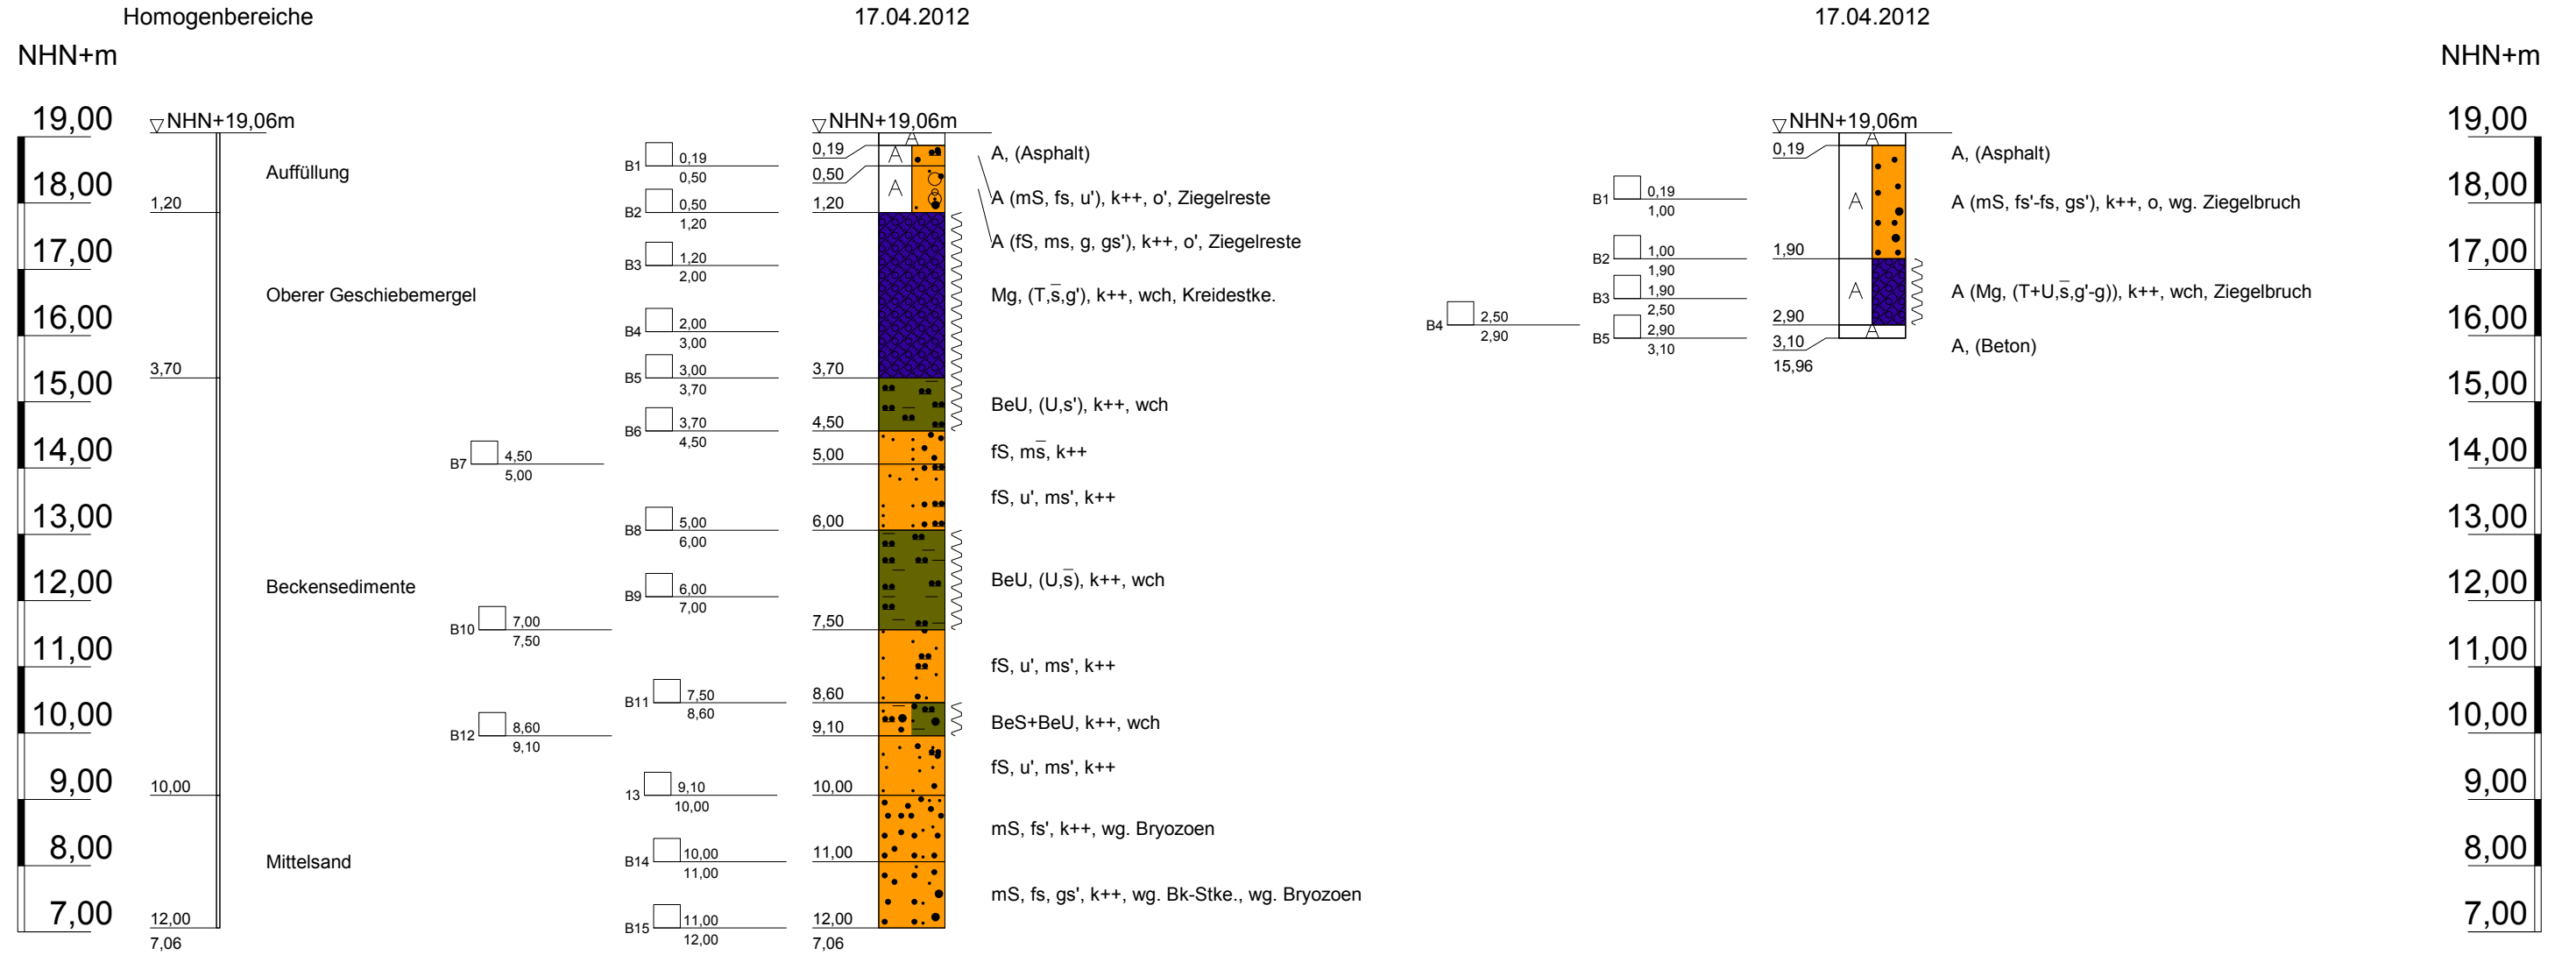 Homogenbereiche
17.04.2012
17.04.2012
NHN+m
NHN+m
19,00
18,00
17,00
16,00
15,00
14,00
13,00
12,00
11,00
10,00
9,00
8,00
7,00
NHN+19,06m
1,20
3,70
10,00
12,00
7,06
Auffüllung
Oberer Geschiebemergel
Beckensedimente
Mittelsand
B1 0,19
0,50
B2 0,50
1,20
B3 1,20
2,00
B4 2,00
3,00
B5 3,00
3,70
B6 3,70
4,50
B7 4,50
5,00
B8 5,00
6,00
B9 6,00
7,00
B10 7,00
7,50
B11 7,50
8,60
B12 8,60
9,10
13 9,10
10,00
B14 10,00
11,00
B15 11,00
12,00
NHN+19,06m
0,19
0,50
1,20
3,70
4,50
5,00
6,00
7,50
8,60
9,10
10,00
11,00
12,00
7,06
A
A
A
A, (Asphalt)
A (mS, fs, u'), k++, o', Ziegelreste
A (fS, ms, g, gs'), k++, o', Ziegelreste
Mg, (T,s̅,g'), k++, wch, Kreidestke.
BeU, (U,s'), k++, wch
fS, ms̅, k++
fS, u', ms', k++
BeU, (U,s̅), k++, wch
fS, u', ms', k++
BeS+BeU, k++, wch
fS, u', ms', k++
mS, fs', k++, wg. Bryozoen
mS, fs, gs', k++, wg. Bk-Stke., wg. Bryozoen
B1 0,19
1,00
B2 1,00
1,90
B3 1,90
2,50
B4 2,50
2,90
B5 2,90
3,10
NHN+19,06m
0,19
1,90
2,90
3,10
15,96
A
A
A
A
A, (Asphalt)
A (mS, fs'-fs, gs'), k++, o, wg. Ziegelbruch
A (Mg, (T+U,s̅,g'-g)), k++, wch, Ziegelbruch
A, (Beton)
19,00
18,00
17,00
16,00
15,00
14,00
13,00
12,00
11,00
10,00
9,00
8,00
7,00